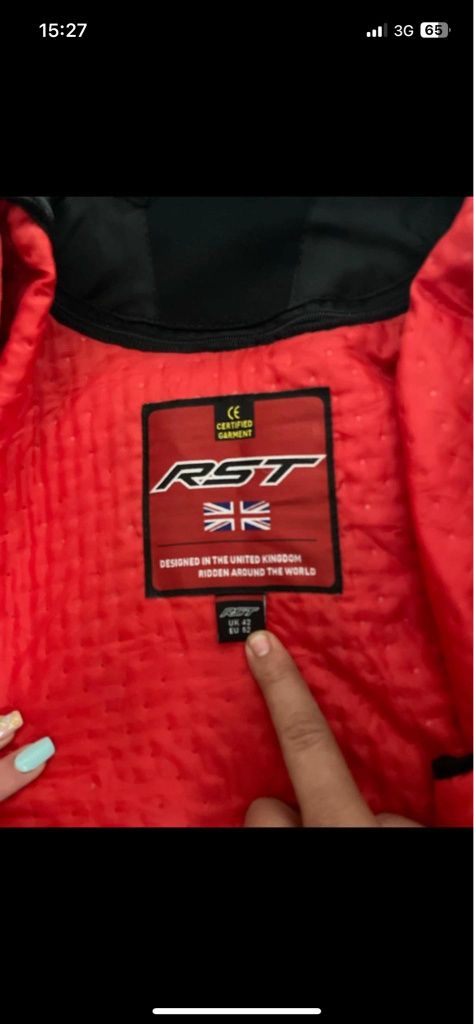 15:27
3G 65
CE
CERTIFIED
GARMENT
RST
DESIGNED IN THE UNITED KINGDOM
RIDDEN AROUND THE WORLD
RST
UK 42
EU 52